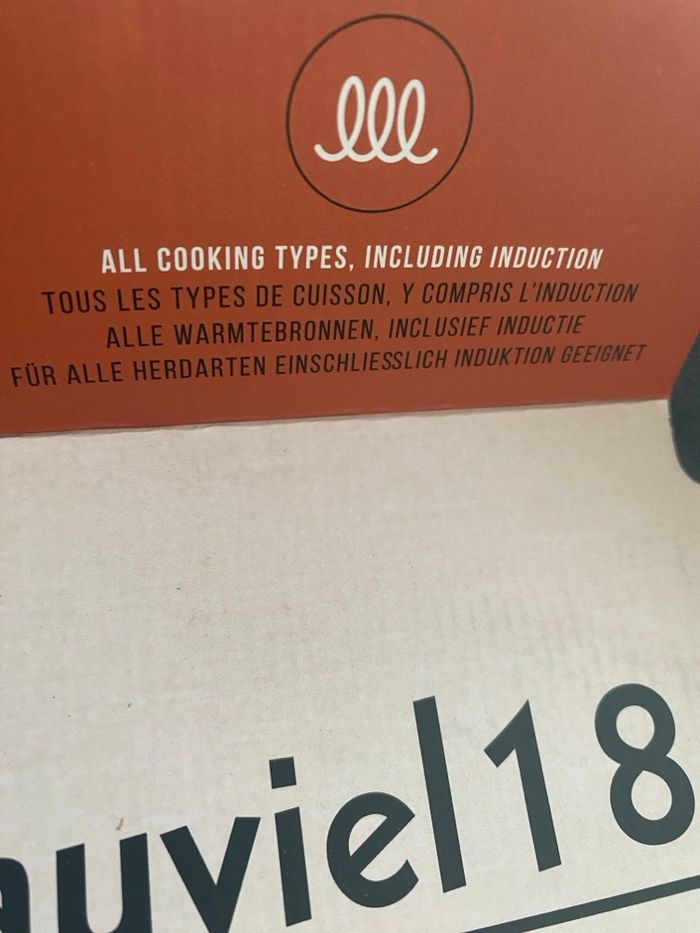 ALL COOKING TYPES, INCLUDING INDUCTION
TOUS LES TYPES DE CUISSON, Y COMPRIS L'INDUCTION
ALLE WARMTEBRONNEN, INCLUSIEF INDUCTIE
FÜR ALLE HERDARTEN EINSCHLIESSLICH INDUKTION GEEIGNET
auviel18